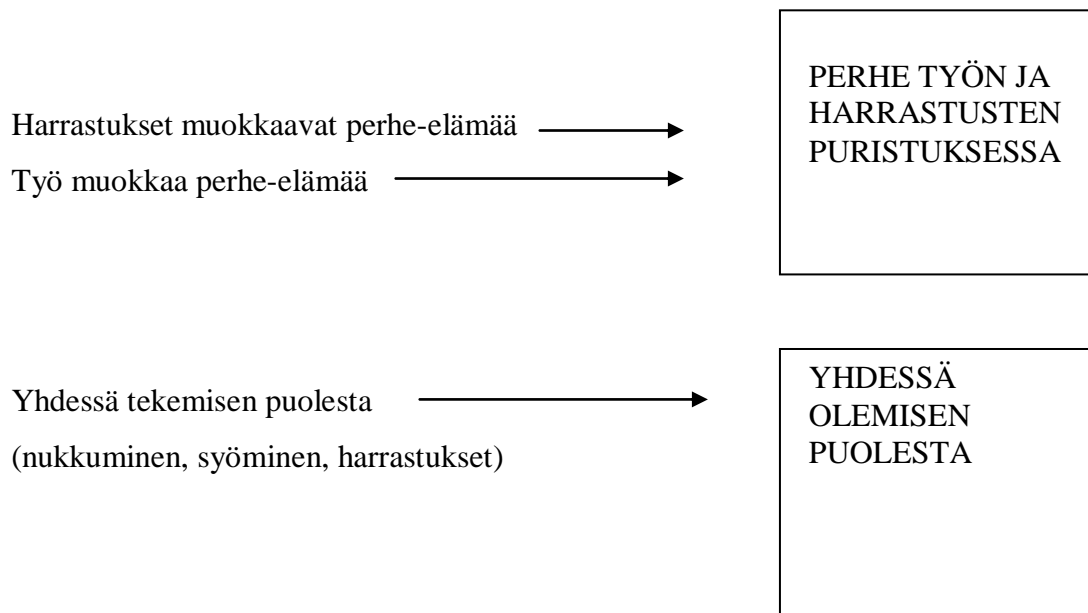 PERHE TYÖN JA
HARRASTUSTEN
PURISTUKSESSA
Harrastukset muokkaavat perhe-elämää
Työ muokkaa perhe-elämää
YHDESSÄ
OLEMISEN
PUOLESTA
Yhdessä tekemisen puolesta
(nukkuminen, syöminen, harrastukset)